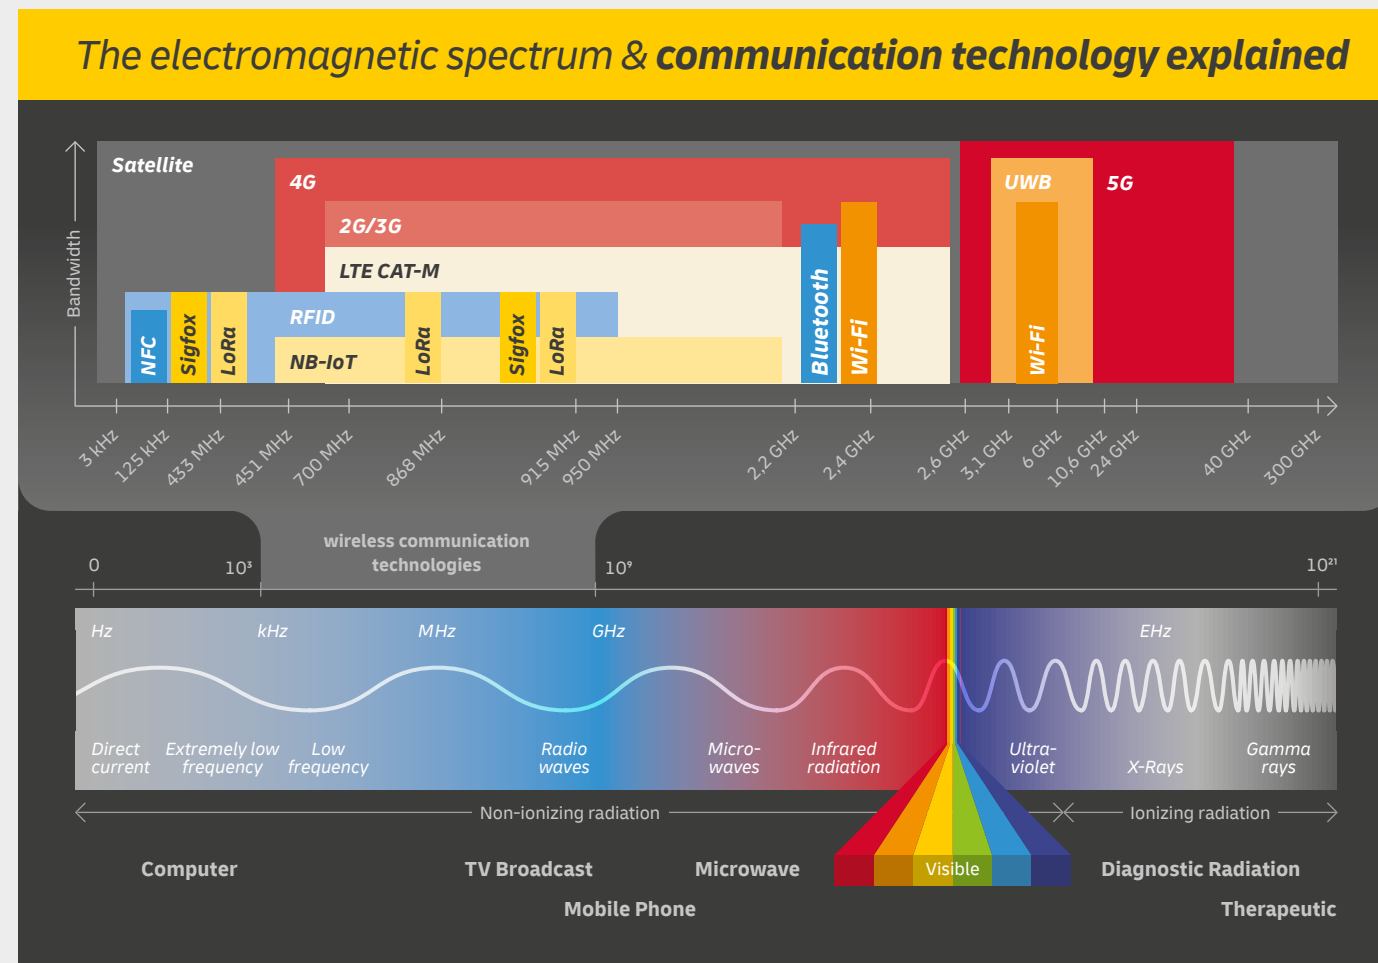 The electromagnetic spectrum & communication technology explained
Bandwidth
Satellite
4G
2G/3G
LTE CAT-M
RFID
NB-IoT
NFC
Sigfox
LoRa
LoRa
Sigfox
LoRa
Bluetooth
Wi-Fi
UWB
5G
Wi-Fi
3 kHz
125 kHz
433 MHz
451 MHz
700 MHz
868 MHz
915 MHz
950 MHz
2,2 GHz
2,4 GHz
2,6 GHz
3,1 GHz
6 GHz
10,6 GHz
24 GHz
40 GHz
300 GHz
wireless communication
technologies
0
10³
10⁹
10²¹
Hz
kHz
MHz
GHz
EHz
Direct
current
Extremely low
frequency
Low
frequency
Radio
waves
Micro-
waves
Infrared
radiation
Ultra-
violet
X-Rays
Gamma
rays
Non-ionizing radiation
Ionizing radiation
Computer
TV Broadcast
Microwave
Visible
Diagnostic Radiation
Mobile Phone
Therapeutic